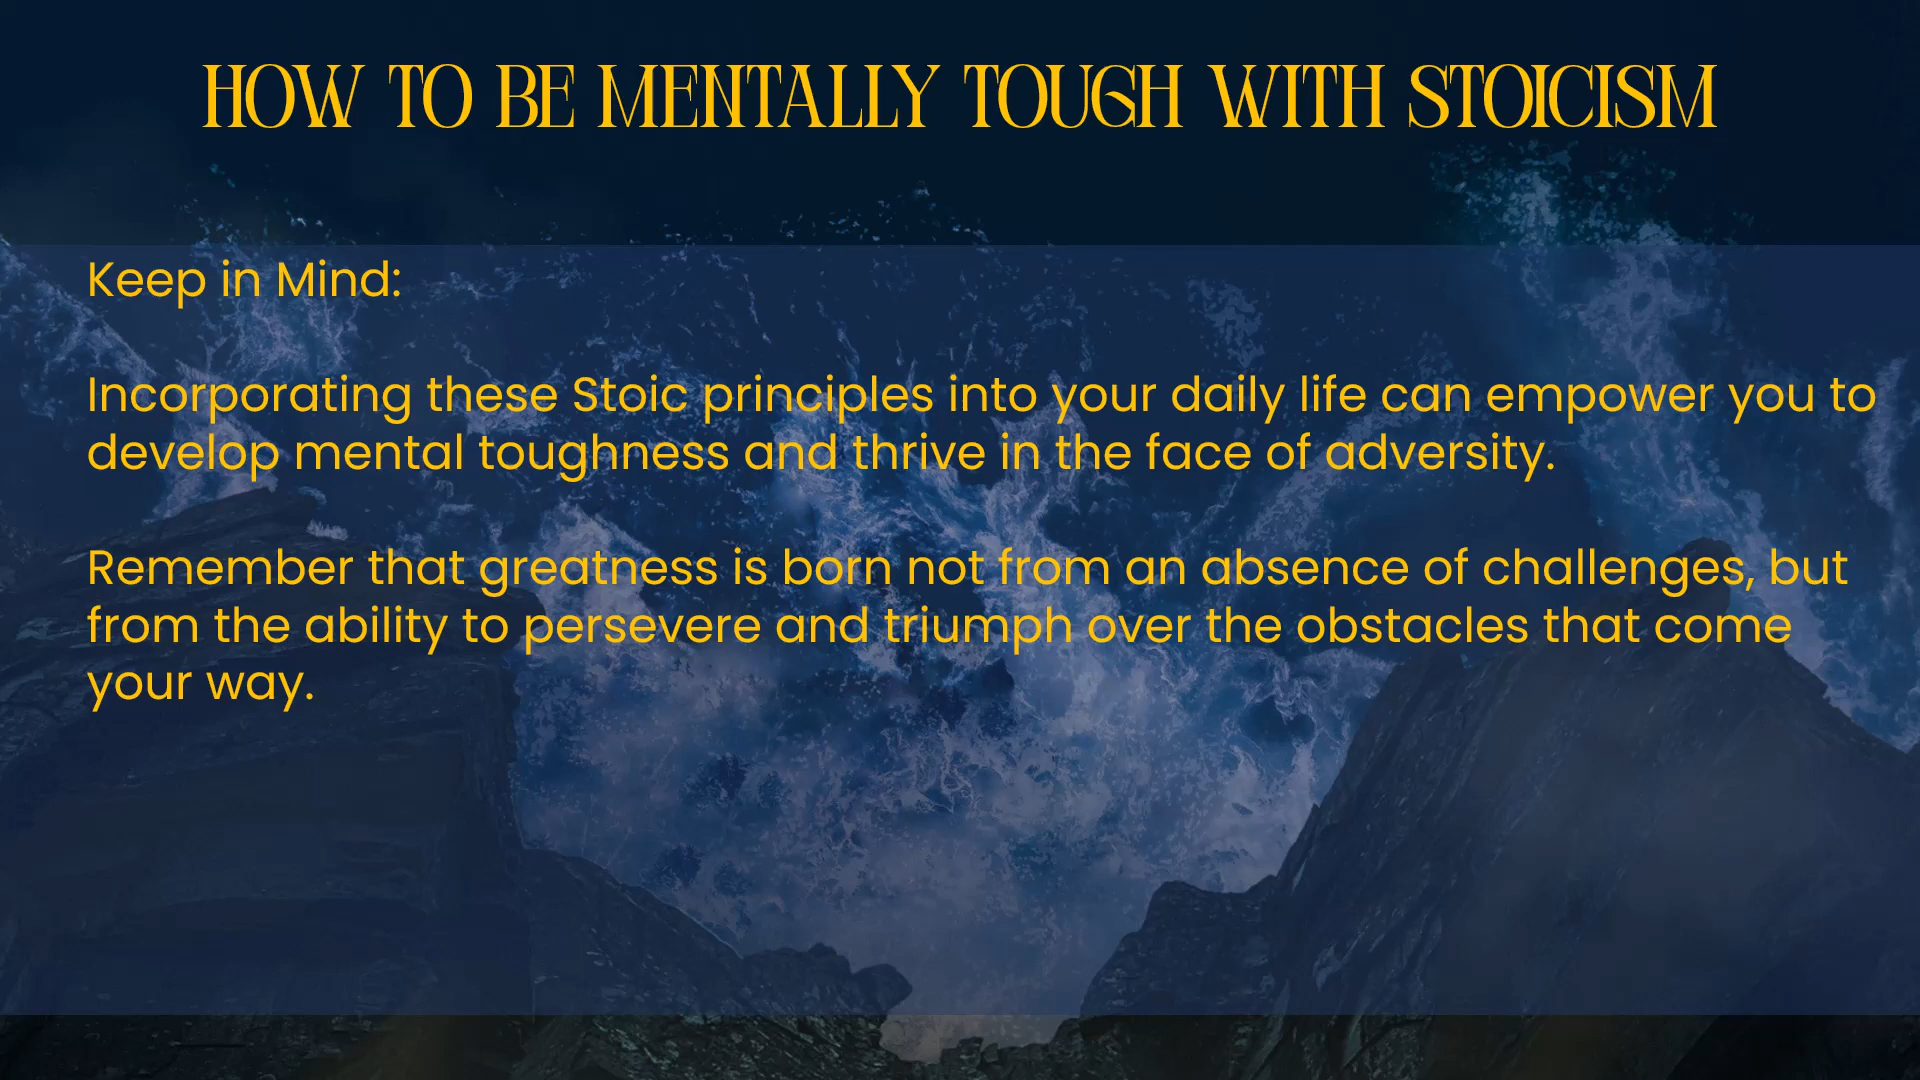 HOW TO BE MENTALLY TOUGH WITH STOICISM
Keep in Mind:
Incorporating these Stoic principles into your daily life can empower you to
develop mental toughness and thrive in the face of adversity.
Remember that greatness is born not from an absence of challenges, but
from the ability to persevere and triumph over the obstacles that come
your way.